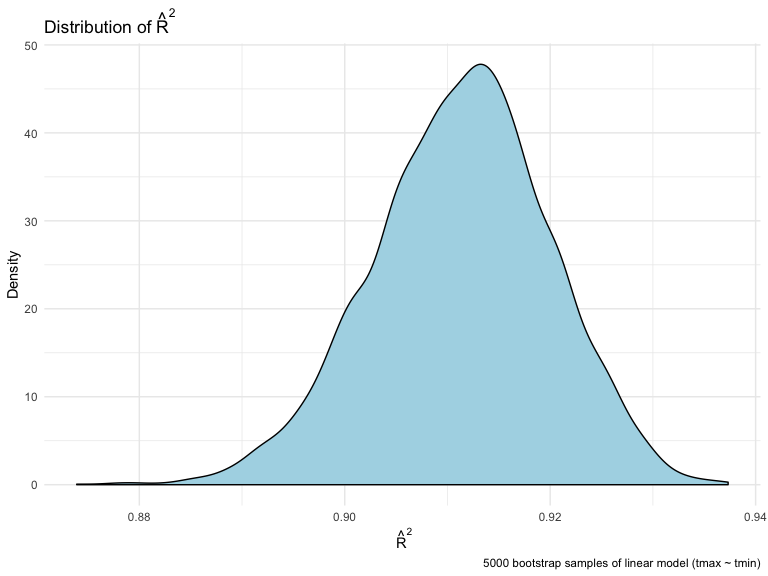 Distribution of R̂²
Density
50
40
30
20
10
0
0.88 0.90 0.92 0.94
R̂²
5000 bootstrap samples of linear model (tmax ~ tmin)